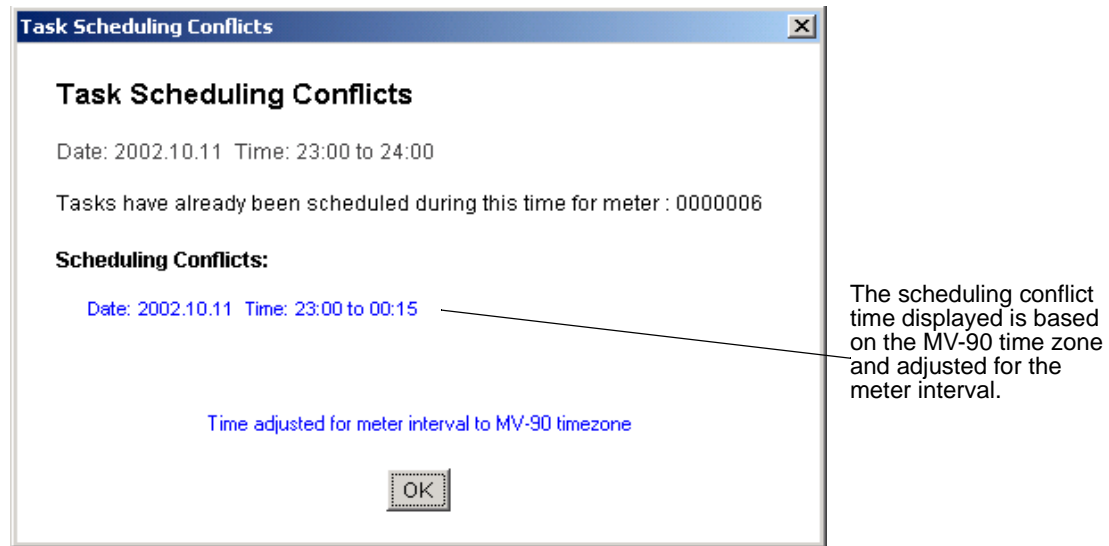 Task Scheduling Conflicts
Task Scheduling Conflicts
Date: 2002.10.11 Time: 23:00 to 24:00
Tasks have already been scheduled during this time for meter : 0000006
Scheduling Conflicts:
Date: 2002.10.11 Time: 23:00 to 00:15
The scheduling conflict
time displayed is based
on the MV-90 time zone
and adjusted for the
meter interval.
Time adjusted for meter interval to MV-90 timezone
OK